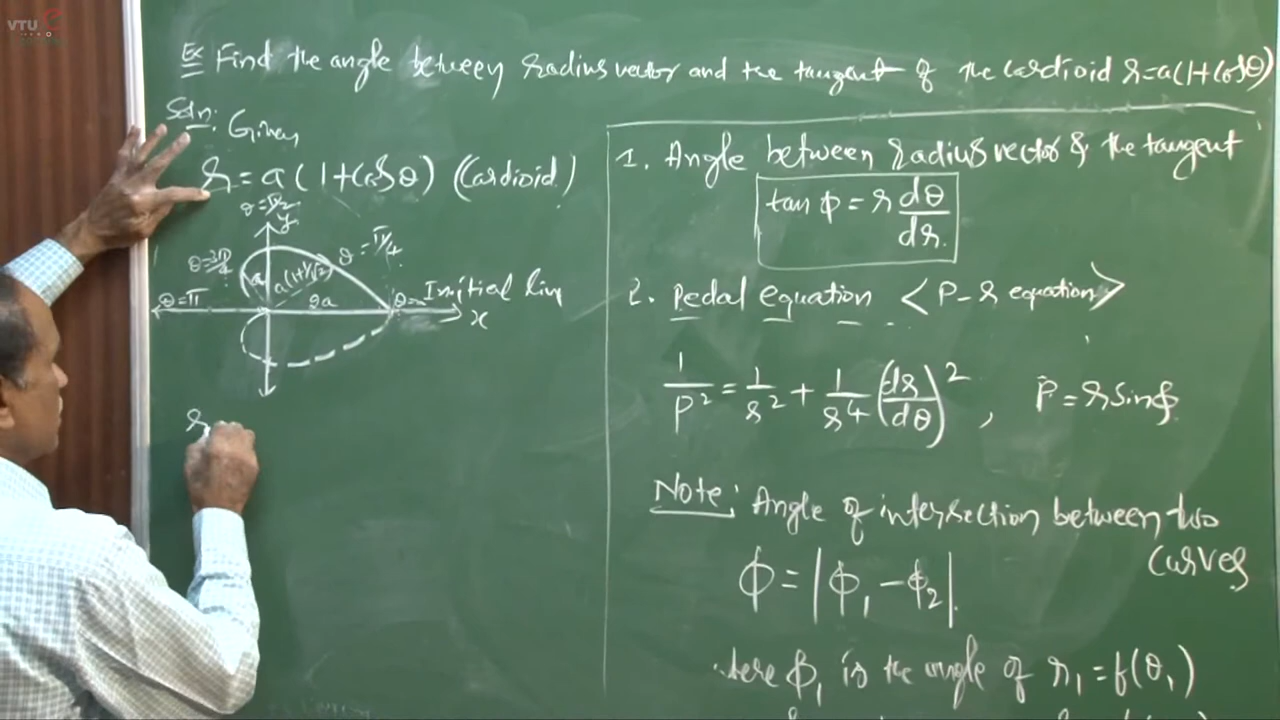 VTU
Ex Find the angle between radius vector and the tangent of the cardioid r=a(1+cosθ)
Soln: Given
r = a(1+cosθ) (Cardioid)
θ=π/2
y
θ=3π/4
θ=π/4
a
a(1+1/√2)
θ=π
2a
Initial line
x
r
1. Angle between radius vector & the tangent
tan φ = r dθ/dr.
2. Pedal equation <P-r equation>
1/P² = 1/r² + 1/r⁴ (dr/dθ)², P = r sinφ.
Note: Angle of intersection between two
curves
φ = |φ₁ - φ₂|.
φ₁ is the angle of r₁ = f(θ₁)